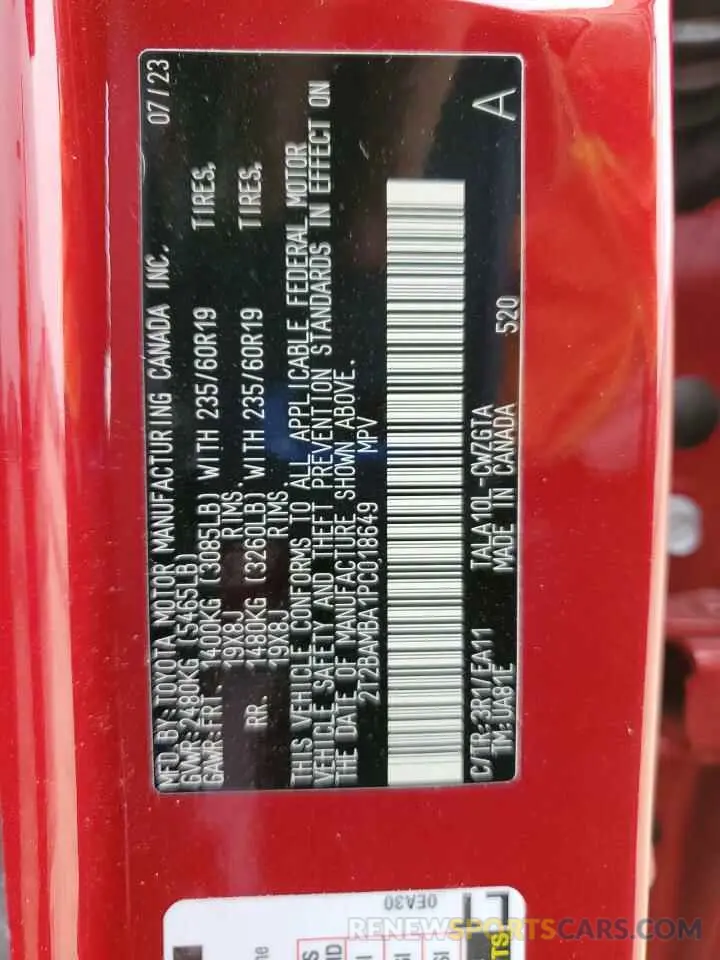 MFD. BY: TOYOTA MOTOR MANUFACTURING CANADA INC. 07/23
GVWR: 2480KG (5465LB)
GAWR: FRT. 1400KG (3085LB) WITH 235/60R19 TIRES,
19X8J RIMS
RR. 1480KG (3260LB) WITH 235/60R19 TIRES,
19X8J RIMS
THIS VEHICLE CONFORMS TO ALL APPLICABLE FEDERAL MOTOR
VEHICLE SAFETY AND THEFT PREVENTION STANDARDS IN EFFECT ON
THE DATE OF MANUFACTURE SHOWN ABOVE.
2T2BAMBA1PC018649 MPV
C/TR: 3R1/EA11 TALA10L-CWZGTA 520 A
TM: UA81E MADE IN CANADA
0EA30
RENEWSPORTSCARS.COM